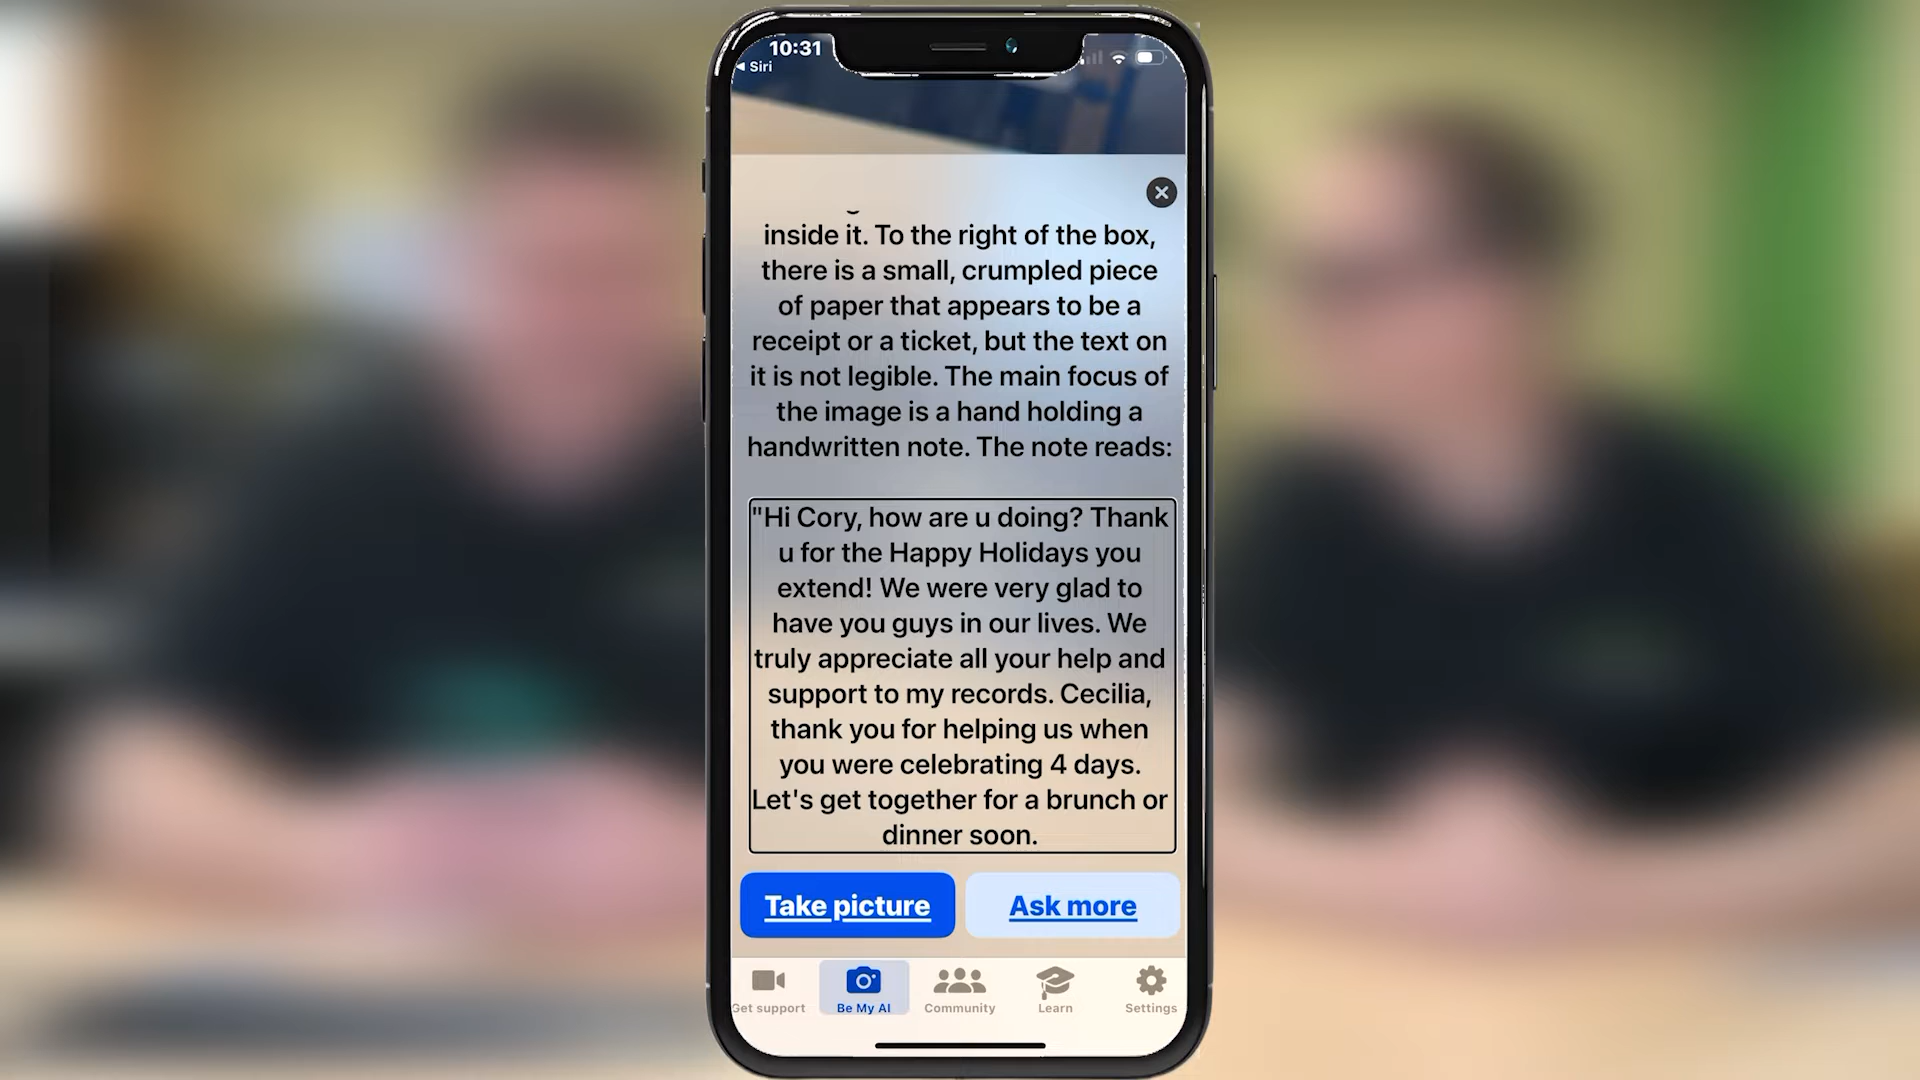 10:31
Siri
inside it. To the right of the box,
there is a small, crumpled piece
of paper that appears to be a
receipt or a ticket, but the text on
it is not legible. The main focus of
the image is a hand holding a
handwritten note. The note reads:
"Hi Cory, how are u doing? Thank
u for the Happy Holidays you
extend! We were very glad to
have you guys in our lives. We
truly appreciate all your help and
support to my records. Cecilia,
thank you for helping us when
you were celebrating 4 days.
Let's get together for a brunch or
dinner soon.
Take picture Ask more
Get support Be My AI Community Learn Settings